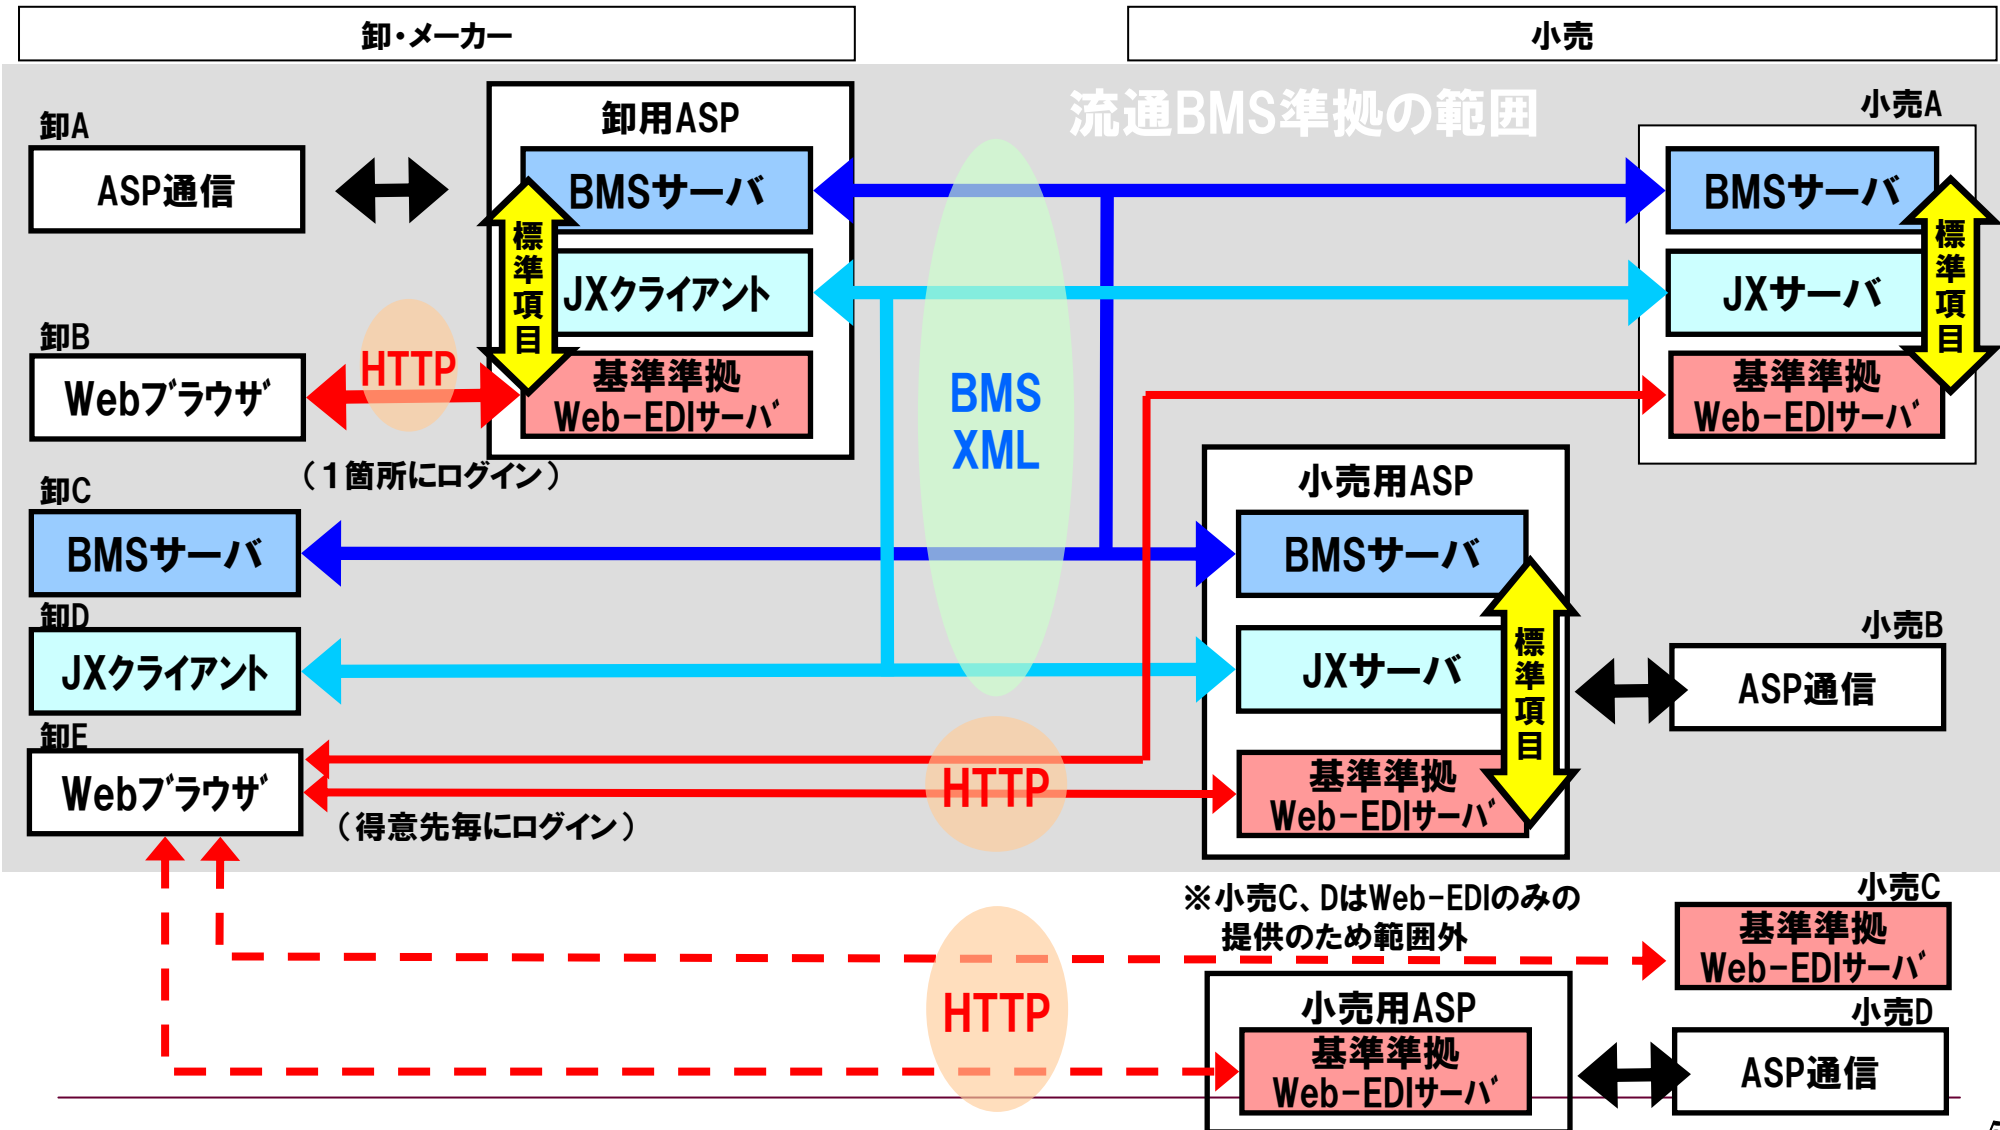 卸・メーカー
小売
流通BMS準拠の範囲
卸A
ASP通信
卸用ASP
BMSサーバ
JXクライアント
標準項目
基準準拠
Web-EDIサーバ
卸B
Webブラウザ
HTTP
(1箇所にログイン)
卸C
BMSサーバ
卸D
JXクライアント
卸E
Webブラウザ
(得意先毎にログイン)
BMS
XML
HTTP
小売A
BMSサーバ
JXサーバ
標準項目
基準準拠
Web-EDIサーバ
小売用ASP
BMSサーバ
JXサーバ
標準項目
基準準拠
Web-EDIサーバ
小売B
ASP通信
※小売C、DはWeb-EDIのみの
提供のため範囲外
小売C
基準準拠
Web-EDIサーバ
HTTP
小売用ASP
基準準拠
Web-EDIサーバ
小売D
ASP通信